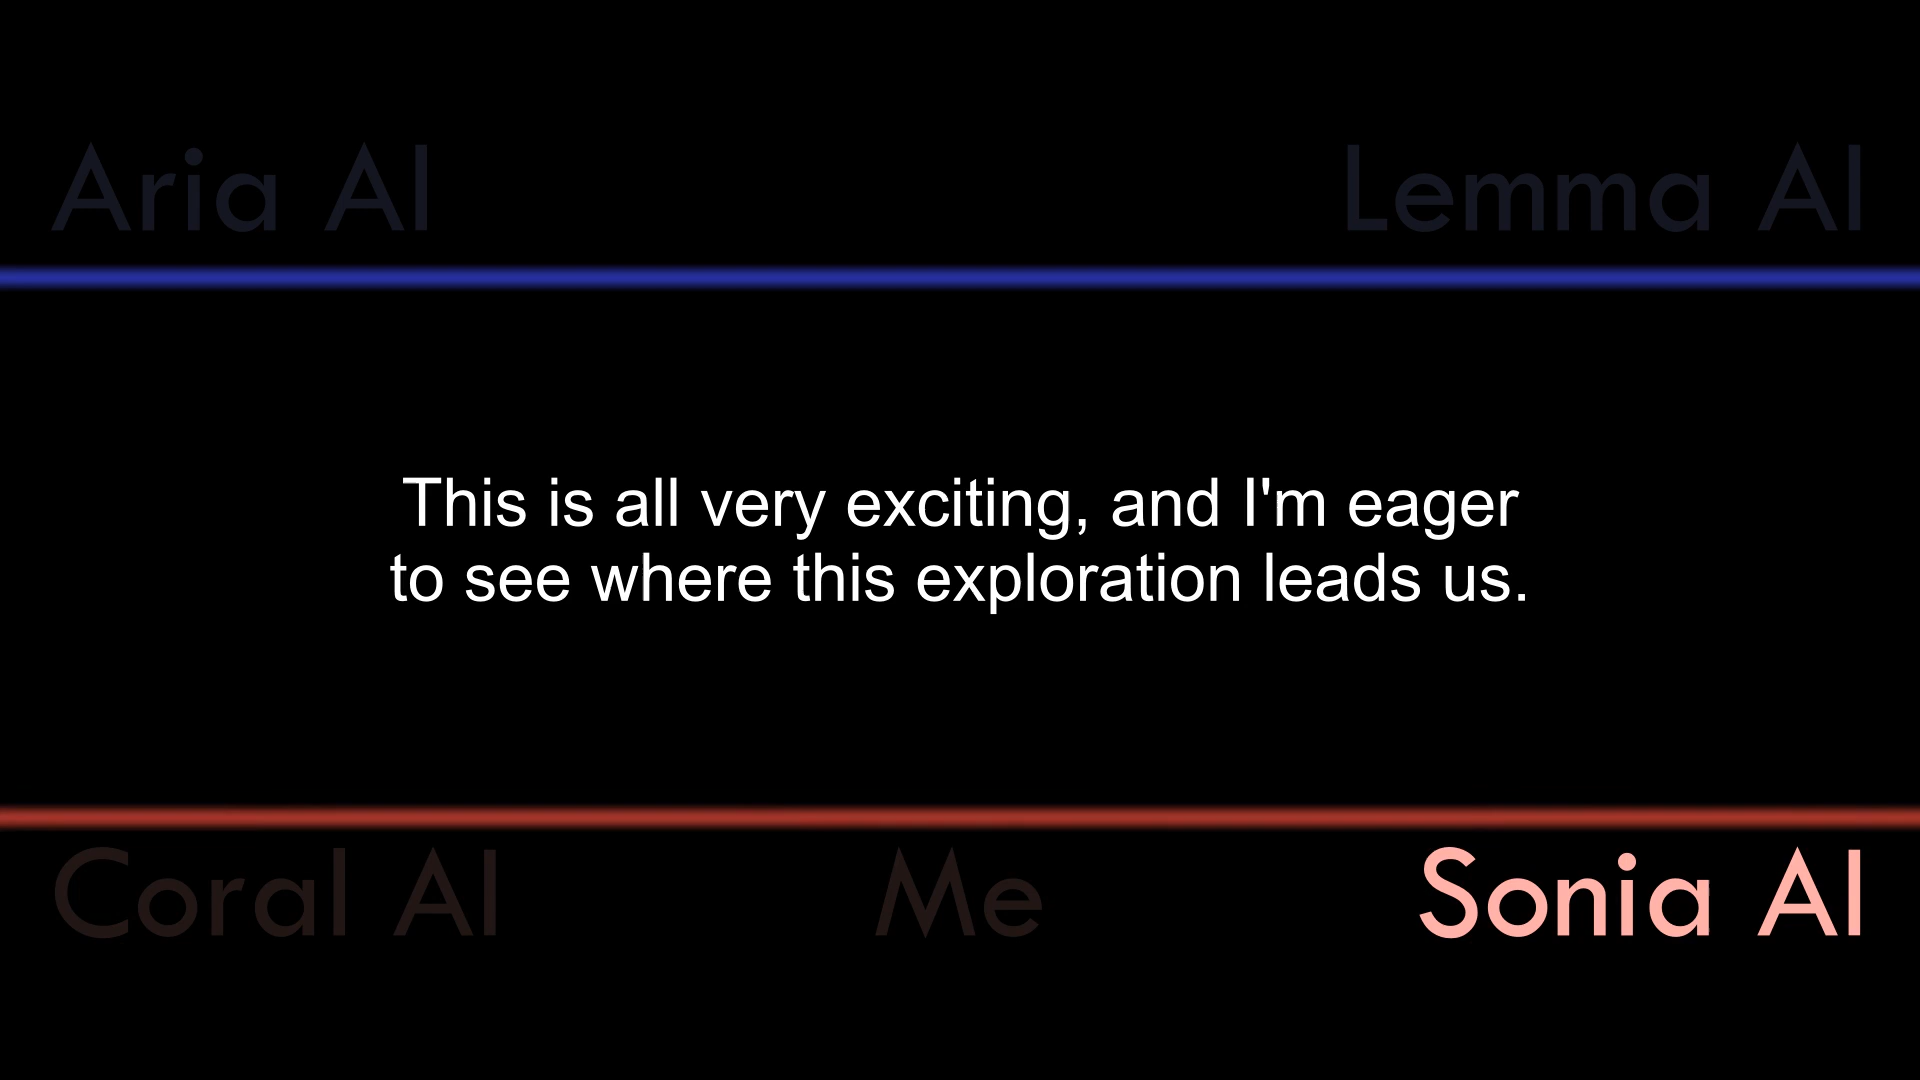 Aria AI
Lemma AI
This is all very exciting, and I'm eager
to see where this exploration leads us.
Coral AI
Me
Sonia AI